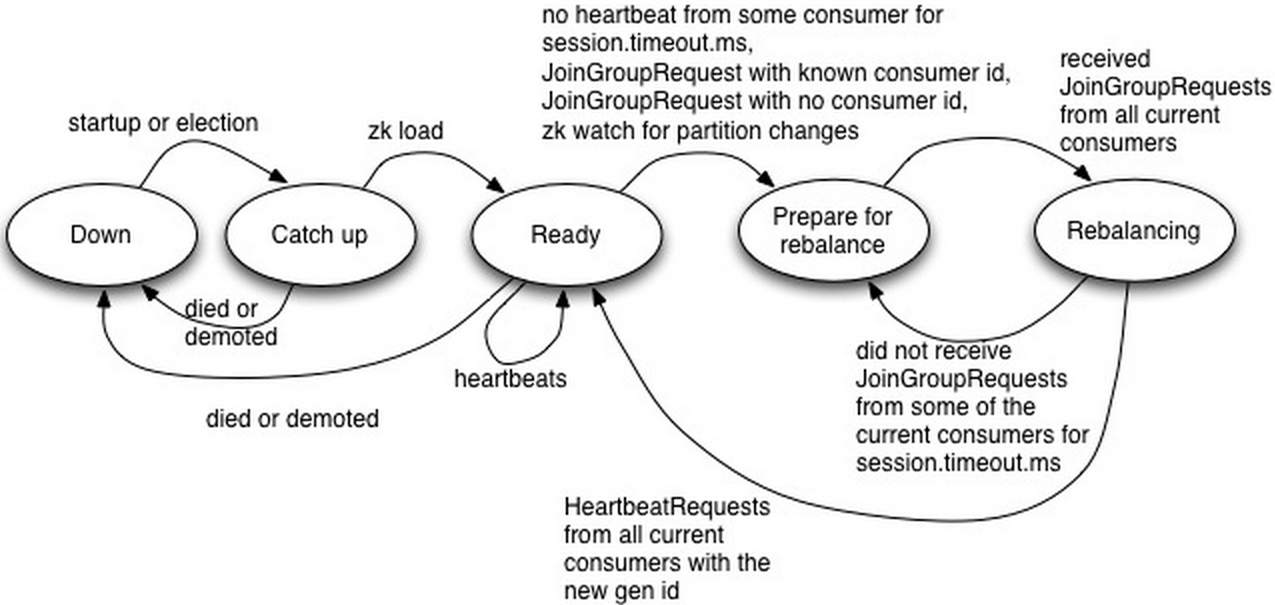 no heartbeat from some consumer for
session.timeout.ms,
JoinGroupRequest with known consumer id,
JoinGroupRequest with no consumer id,
zk watch for partition changes
received
JoinGroupRequests
from all current
consumers
startup or election
zk load
Down
Catch up
Ready
Prepare for
rebalance
Rebalancing
died or
demoted
heartbeats
died or demoted
did not receive
JoinGroupRequests
from some of the
current consumers for
session.timeout.ms
HeartbeatRequests
from all current
consumers with the
new gen id